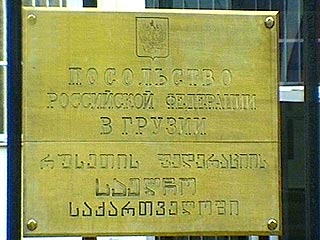 ПОСОЛЬСТВО
РОССИЙСКОЙ ФЕДЕРАЦИИ
В ГРУЗИИ
რუსეთის ფედერაციის
საელჩო
საქართველოში